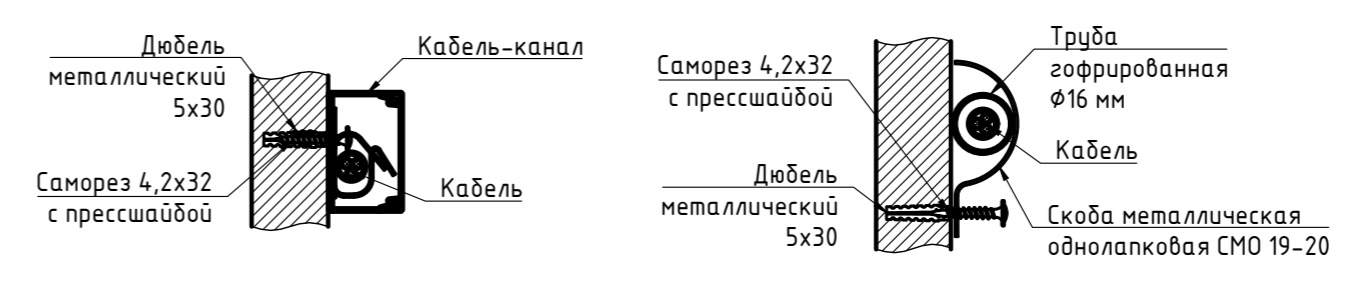 Дюбель
металлический
5х30
Кабель-канал
Саморез 4,2х32
с прессшайбой
Кабель
Саморез 4,2х32
с прессшайбой
Труба
гофрированная
Ф16 мм
Кабель
Дюбель
металлический
5х30
Скоба металлическая
однолапковая СМО 19-20